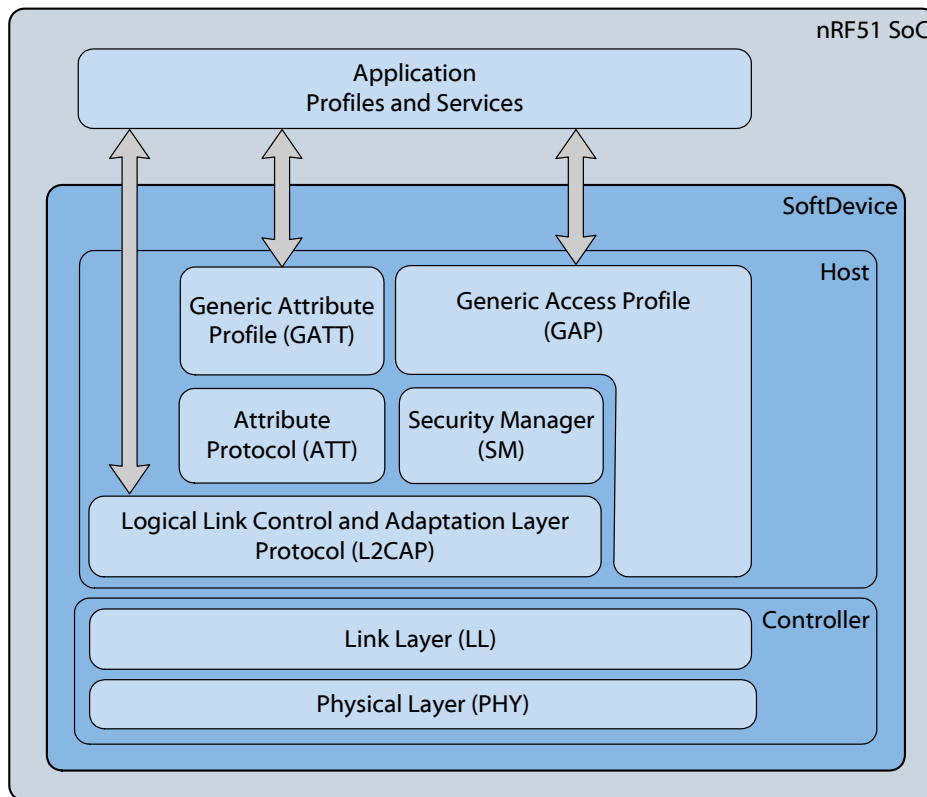 nRF51 SoC
Application
Profiles and Services
SoftDevice
Host
Generic Attribute
Profile (GATT)
Generic Access Profile
(GAP)
Attribute
Protocol (ATT)
Security Manager
(SM)
Logical Link Control and Adaptation Layer
Protocol (L2CAP)
Controller
Link Layer (LL)
Physical Layer (PHY)